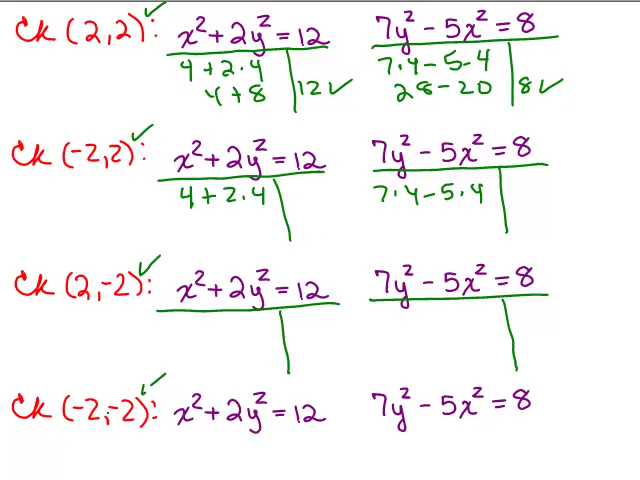 Ck (2,2): x²+2y²=12 7y²-5x²=8
4+2·4 7·4-5·4
4+8 12✓ 28-20 8✓
Ck (-2,2): x²+2y²=12 7y²-5x²=8
4+2·4 7·4-5·4
Ck (2,-2): x²+2y²=12 7y²-5x²=8
Ck (-2,-2): x²+2y²=12 7y²-5x²=8